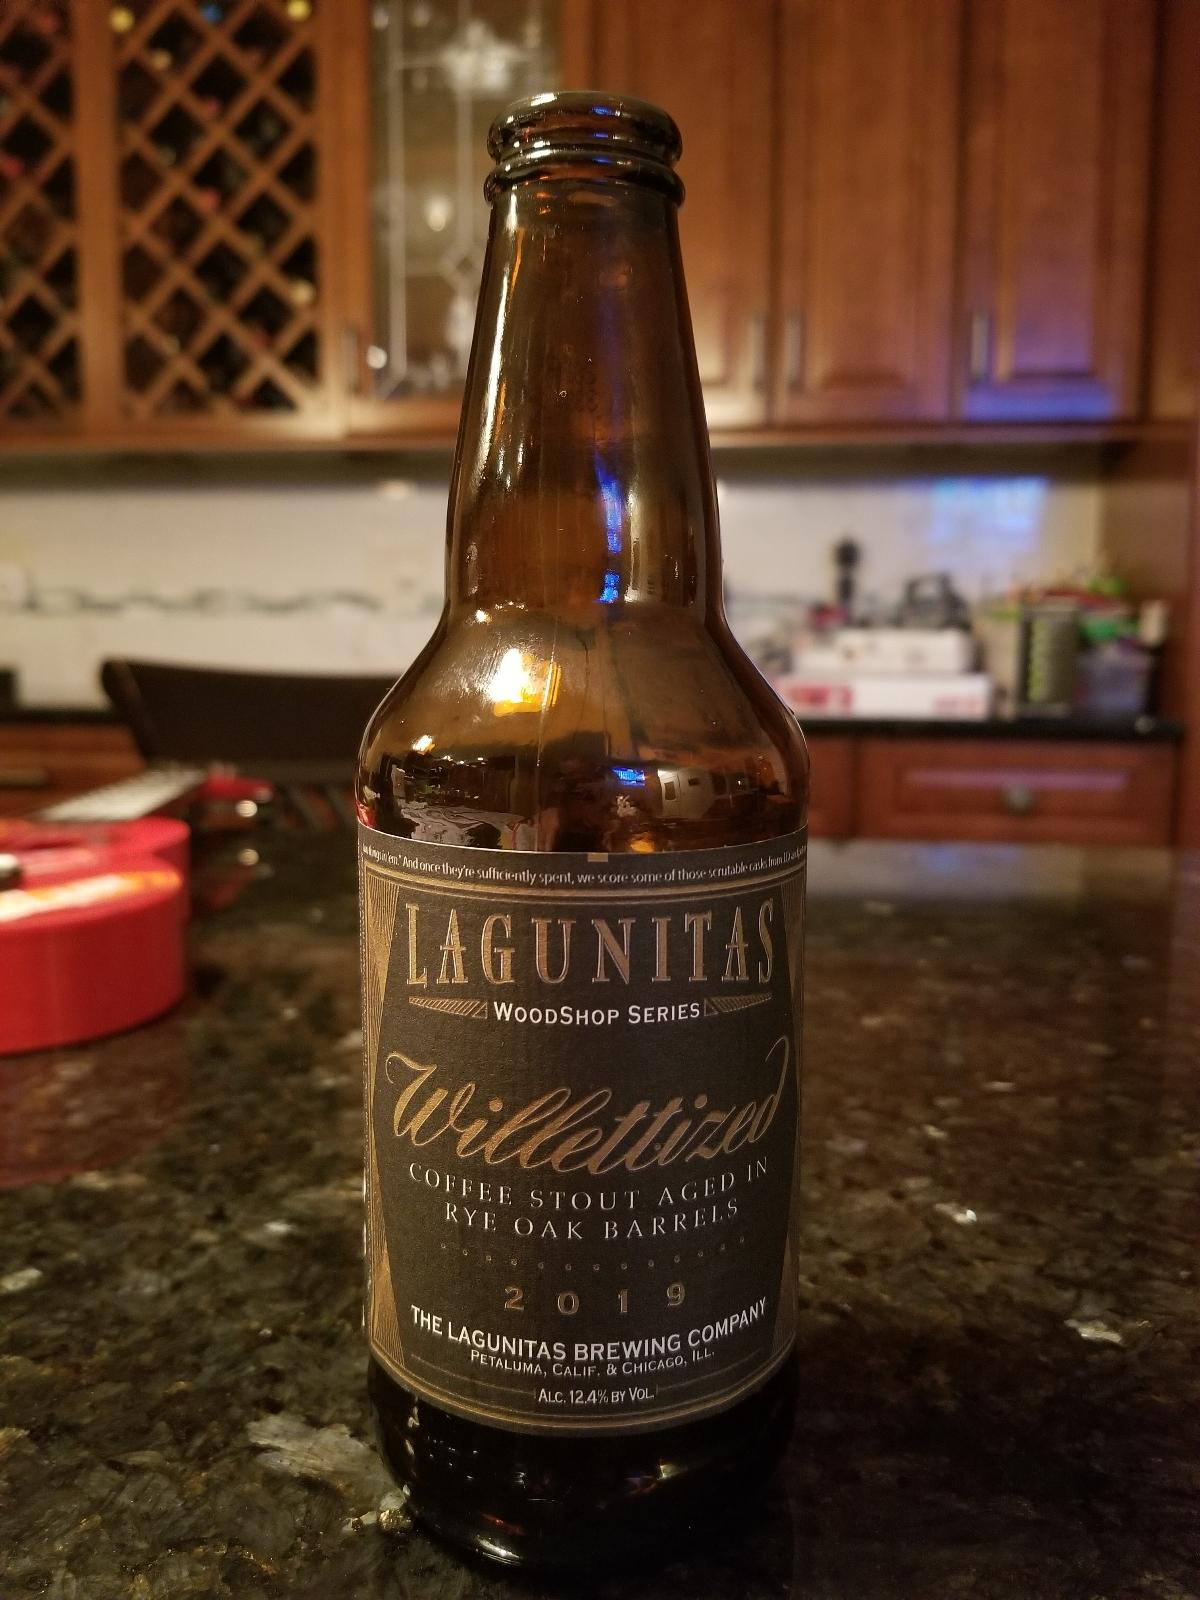 And once they're sufficiently spent, we score some of those scrutable casks from
LAGUNITAS
WOODSHOP SERIES
Willettized
COFFEE STOUT AGED IN
RYE OAK BARRELS
2019
THE LAGUNITAS BREWING COMPANY
PETALUMA, CALIF. & CHICAGO, ILL.
ALC. 12.4% BY VOL.